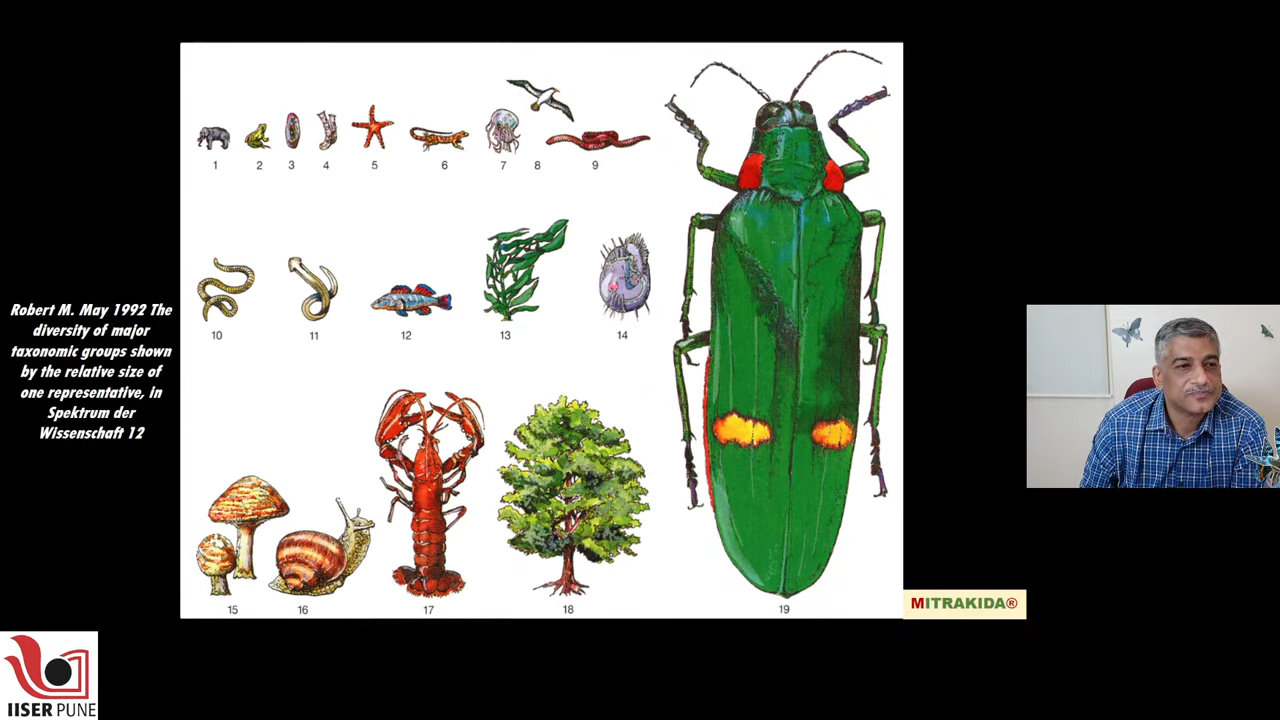 1 2 3 4 5 6 7 8 9
10 11 12 13 14
15 16 17 18 19
Robert M. May 1992 The
diversity of major
taxonomic groups shown
by the relative size of
one representative, in
Spektrum der
Wissenschaft 12
MITRAKIDA®
IISER PUNE